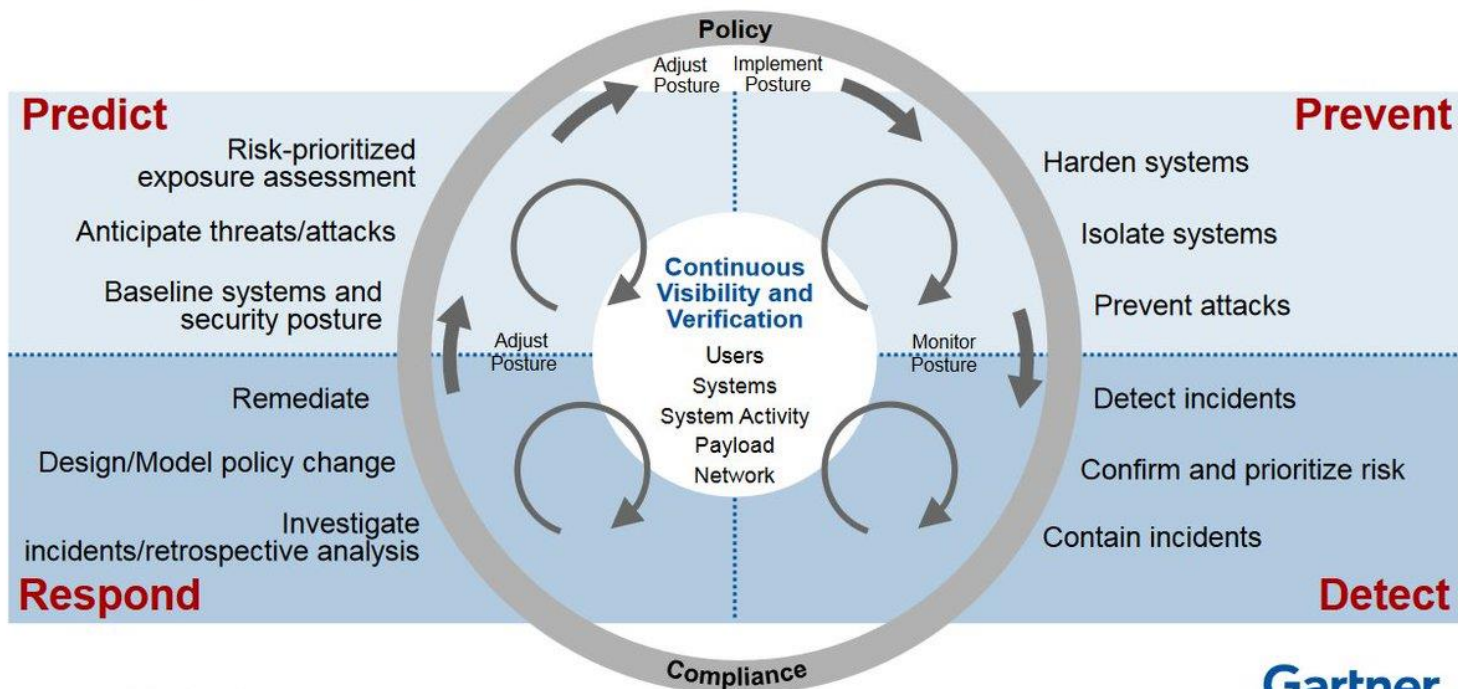 Policy
Adjust
Posture
Implement
Posture
Predict
Risk-prioritized
exposure assessment
Anticipate threats/attacks
Baseline systems and
security posture
Prevent
Harden systems
Isolate systems
Prevent attacks
Continuous
Visibility and
Verification
Users
Systems
System Activity
Payload
Network
Adjust
Posture
Monitor
Posture
Remediate
Design/Model policy change
Investigate
incidents/retrospective analysis
Respond
Detect incidents
Confirm and prioritize risk
Contain incidents
Detect
Compliance
Gartner